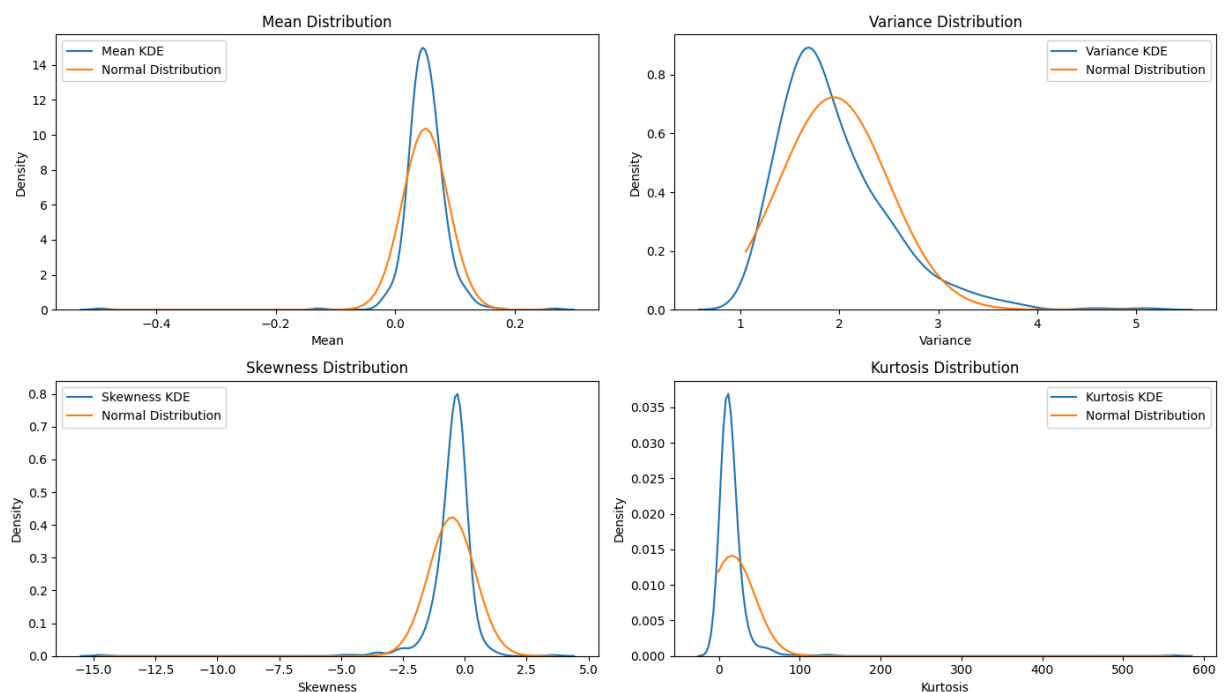 Mean Distribution
Mean KDE
Normal Distribution
14
12
10
8
6
4
2
0
Density
−0.4
−0.2
0.0
0.2
Mean
Variance Distribution
Variance KDE
Normal Distribution
0.8
0.6
0.4
0.2
0.0
Density
1
2
3
4
5
Variance
Skewness Distribution
Skewness KDE
Normal Distribution
0.8
0.7
0.6
0.5
0.4
0.3
0.2
0.1
0.0
Density
−15.0
−12.5
−10.0
−7.5
−5.0
−2.5
0.0
2.5
5.0
Skewness
Kurtosis Distribution
Kurtosis KDE
Normal Distribution
0.035
0.030
0.025
0.020
0.015
0.010
0.005
0.000
Density
0
100
200
300
400
500
600
Kurtosis